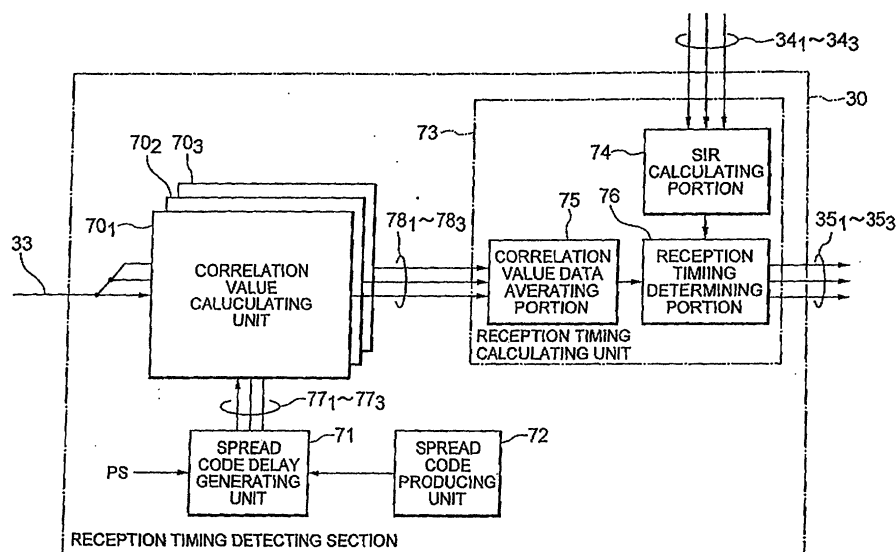 34₁~34₃
30
73
74
SIR
CALCULATING
PORTION
70₃
70₂
70₁
78₁~78₃
75
76
35₁~35₃
33
CORRELATION
VALUE
CALUCULATING
UNIT
CORRELATION
VALUE DATA
AVERATING
PORTION
RECEPTION
TIMIING
DETERMINING
PORTION
RECEPTION TIMING
CALCULATING UNIT
77₁~77₃
71
72
PS
SPREAD
CODE DELAY
GENERATING
UNIT
SPREAD
CODE
PRODUCING
UNIT
RECEPTION TIMING DETECTING SECTION